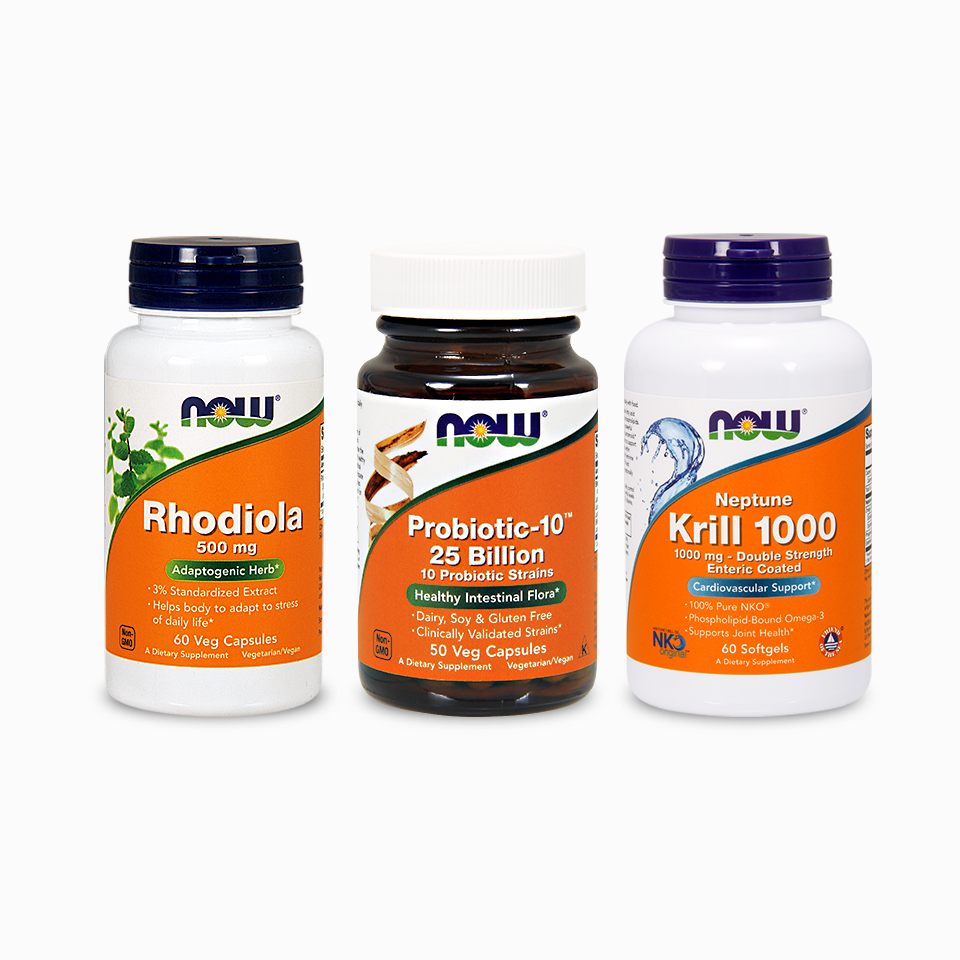 NOW®
Rhodiola
500 mg
Adaptogenic Herb*
• 3% Standardized Extract
• Helps body to adapt to stress
of daily life*
Non-
GMO
60 Veg Capsules
A Dietary Supplement Vegetarian/Vegan
NOW®
Probiotic-10™
25 Billion
10 Probiotic Strains
Healthy Intestinal Flora*
• Dairy, Soy & Gluten Free
• Clinically Validated Strains*
Non-
GMO
50 Veg Capsules
A Dietary Supplement Vegetarian/Vegan
K
NOW®
Neptune
Krill 1000
1000 mg - Double Strength
Enteric Coated
Cardiovascular Support*
• 100% Pure NKO®
• Phospholipid-Bound Omega-3
• Supports Joint Health*
NKO
original™
60 Softgels
A Dietary Supplement